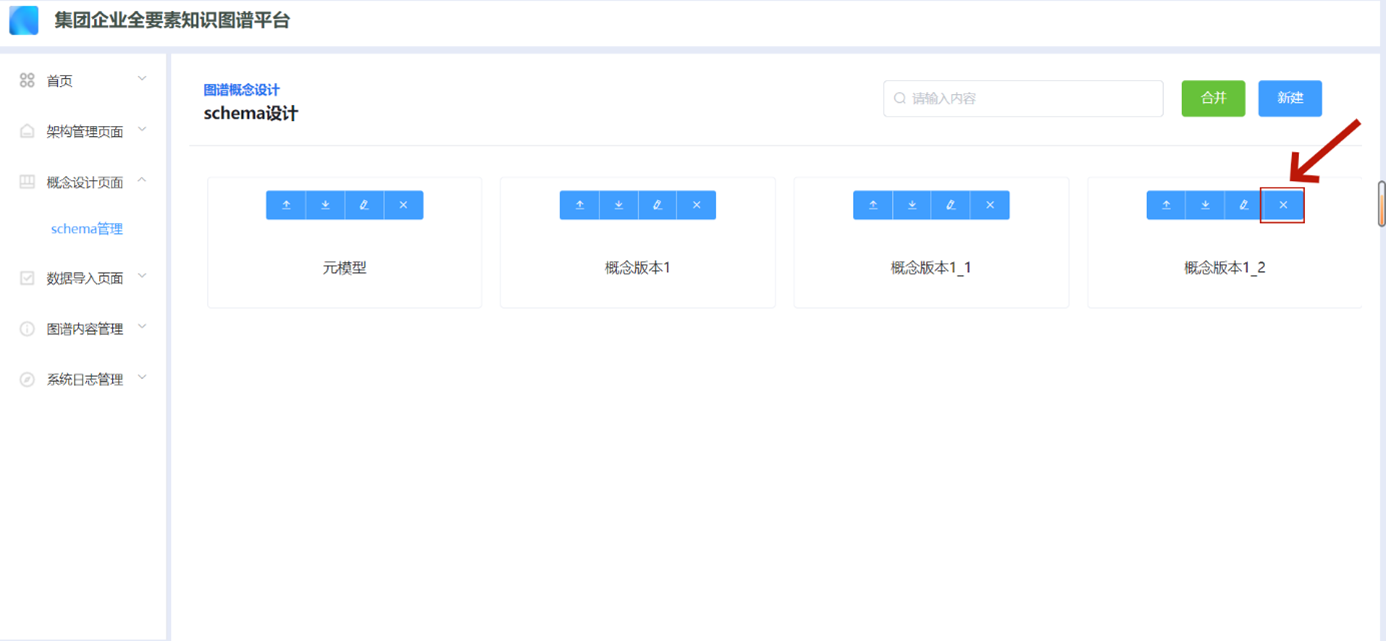 集团企业全要素知识图谱平台
首页
架构管理页面
概念设计页面
schema管理
数据导入页面
图谱内容管理
系统日志管理
图谱概念设计
schema设计
请输入内容
合并
新建
元模型
概念版本1
概念版本1_1
概念版本1_2